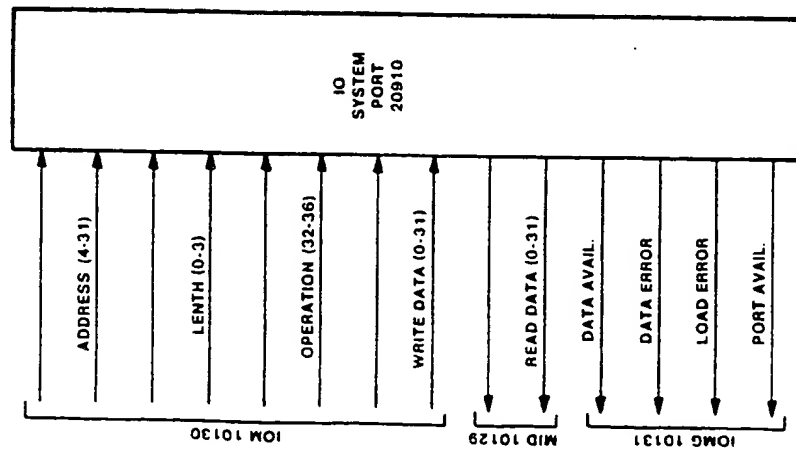 IO
SYSTEM
PORT
20910
ADDRESS (4-31)
LENTH (0-3)
OPERATION (32-36)
WRITE DATA (0-31)
READ DATA (0-31)
DATA AVAIL.
DATA ERROR
LOAD ERROR
PORT AVAIL.
IOM 10130
MID 10129
IOMG 10131